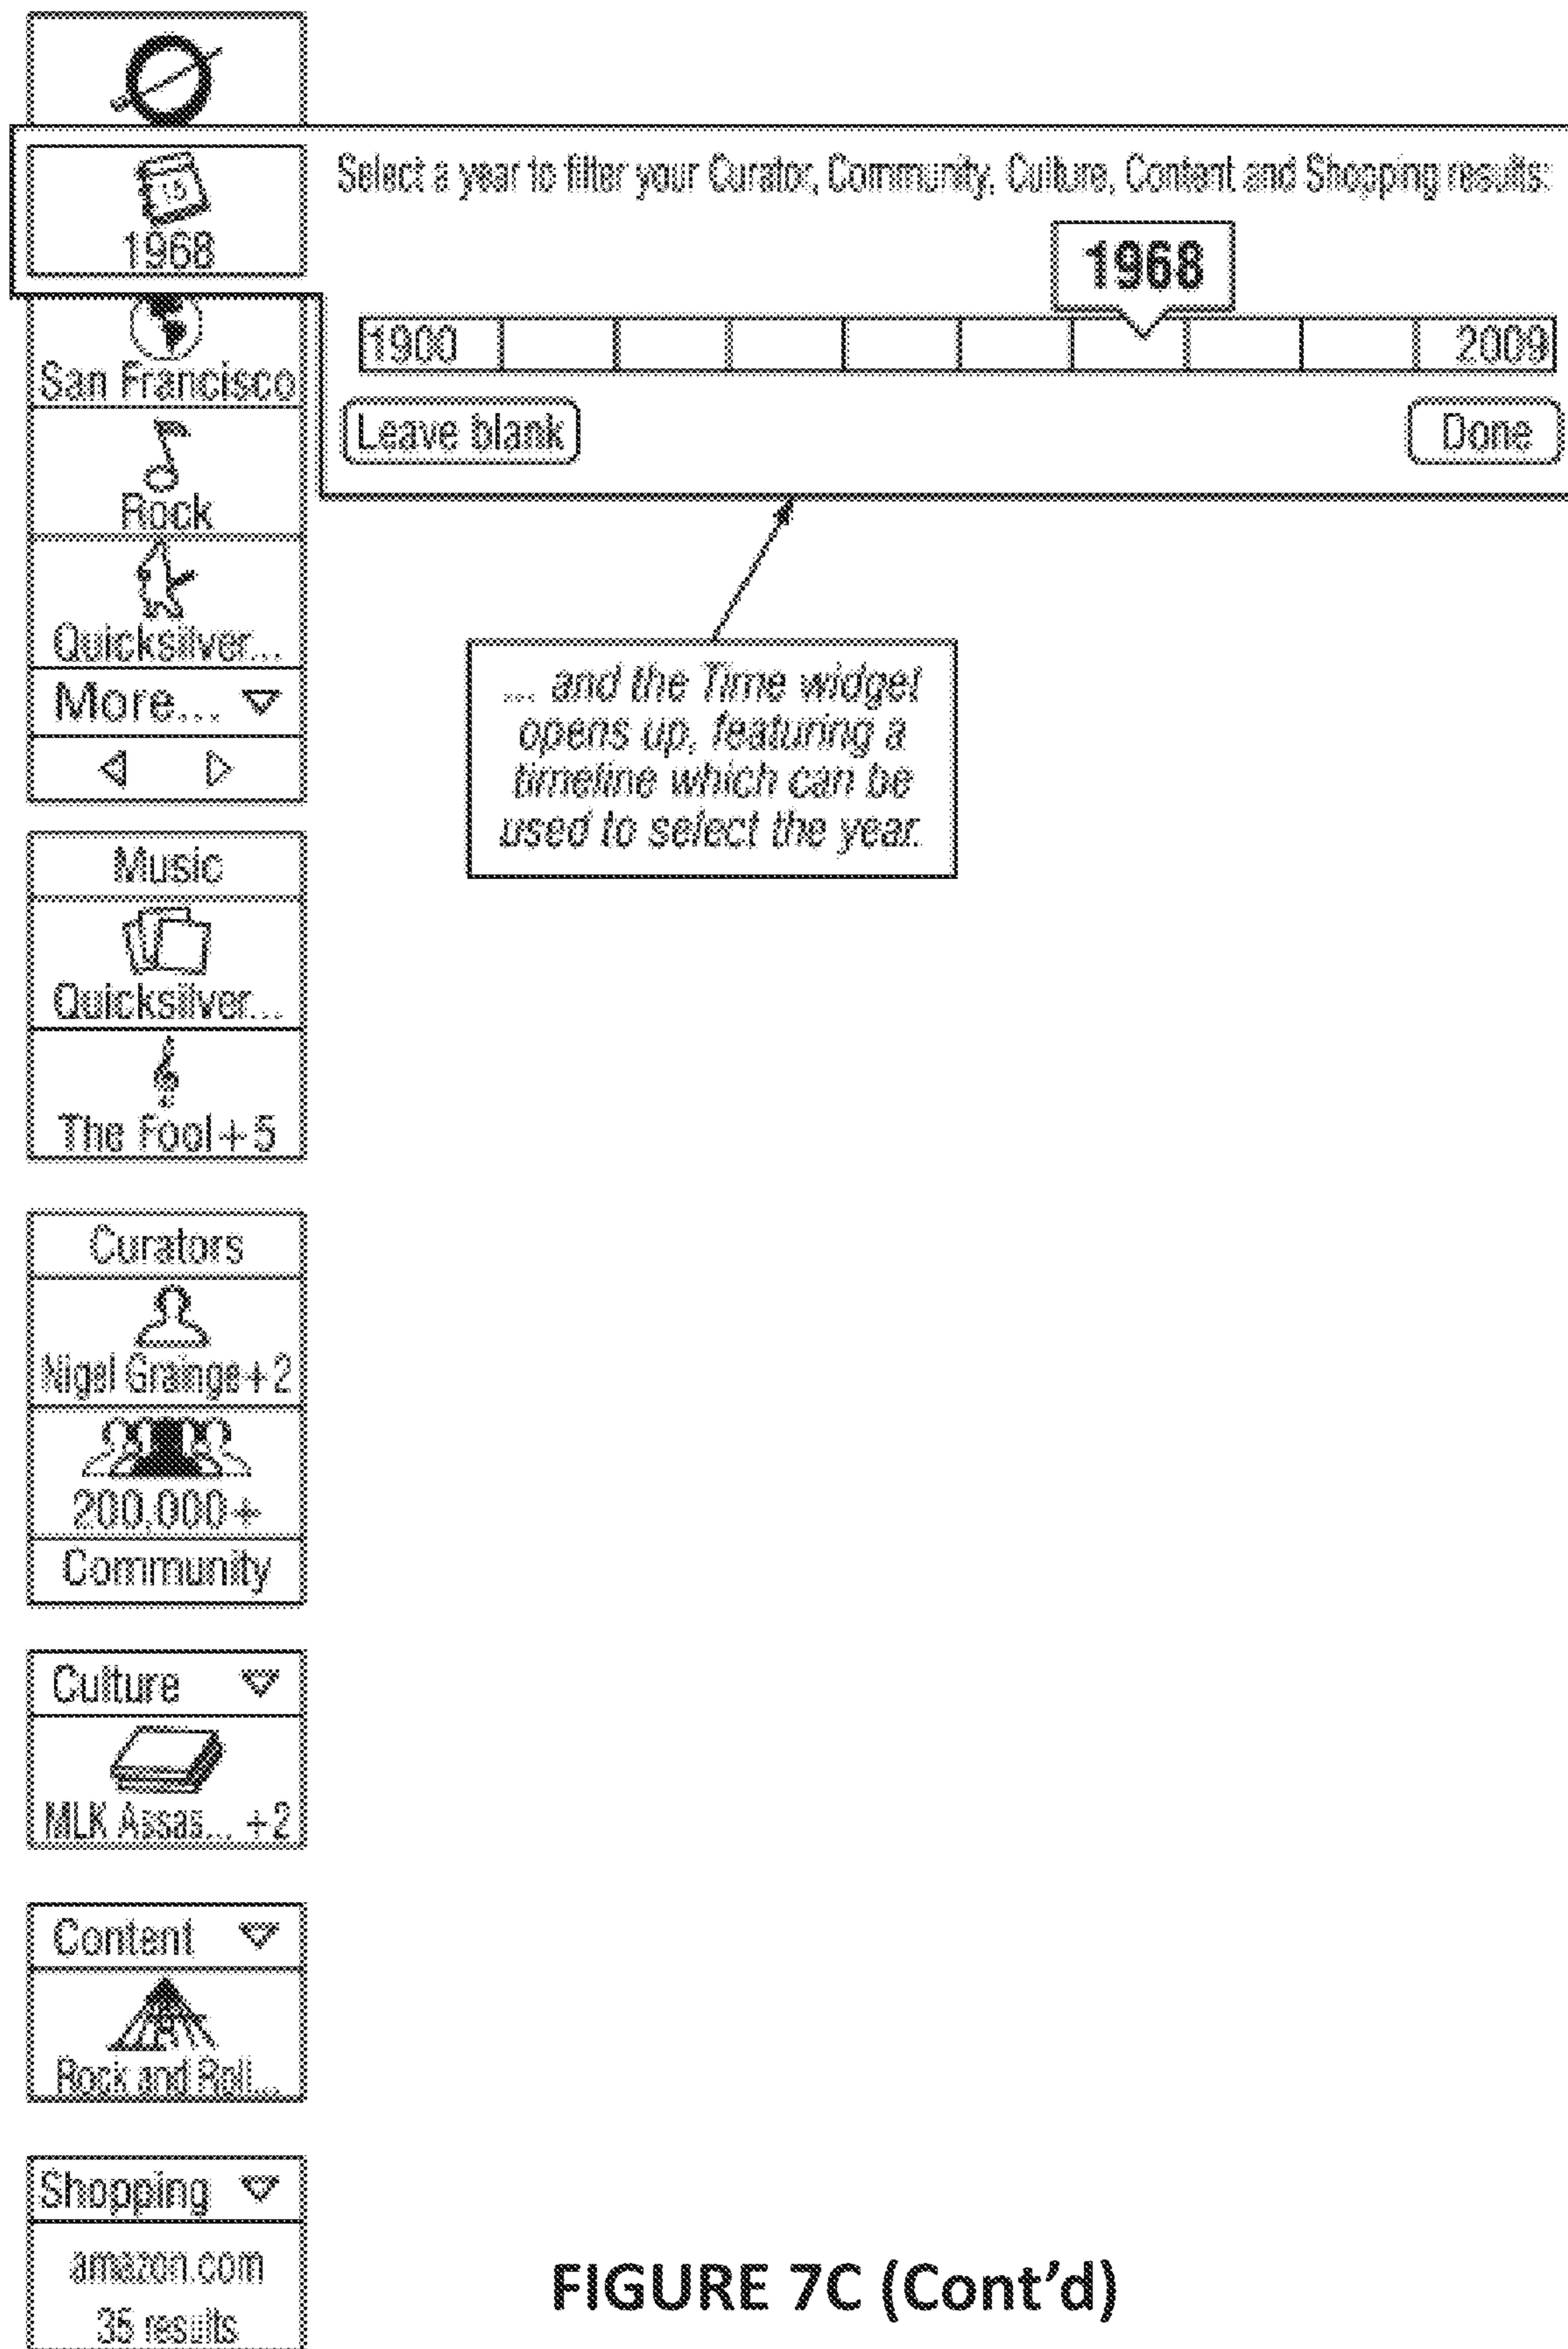 15
1968
Select a year to filter your Curator, Community, Culture, Content and Shopping results:
1968
1900
2009
Leave blank
Done
San Francisco
Rock
Quicksilver...
More...
... and the Time widget
opens up, featuring a
timeline which can be
used to select the year.
Music
Quicksilver...
The Fool+5
Curators
Nigel Grainge+2
200,000+
Community
Culture
MLK Assas... +2
Content
Rock and Roll...
Shopping
amazon.com
35 results
FIGURE 7C (Cont'd)